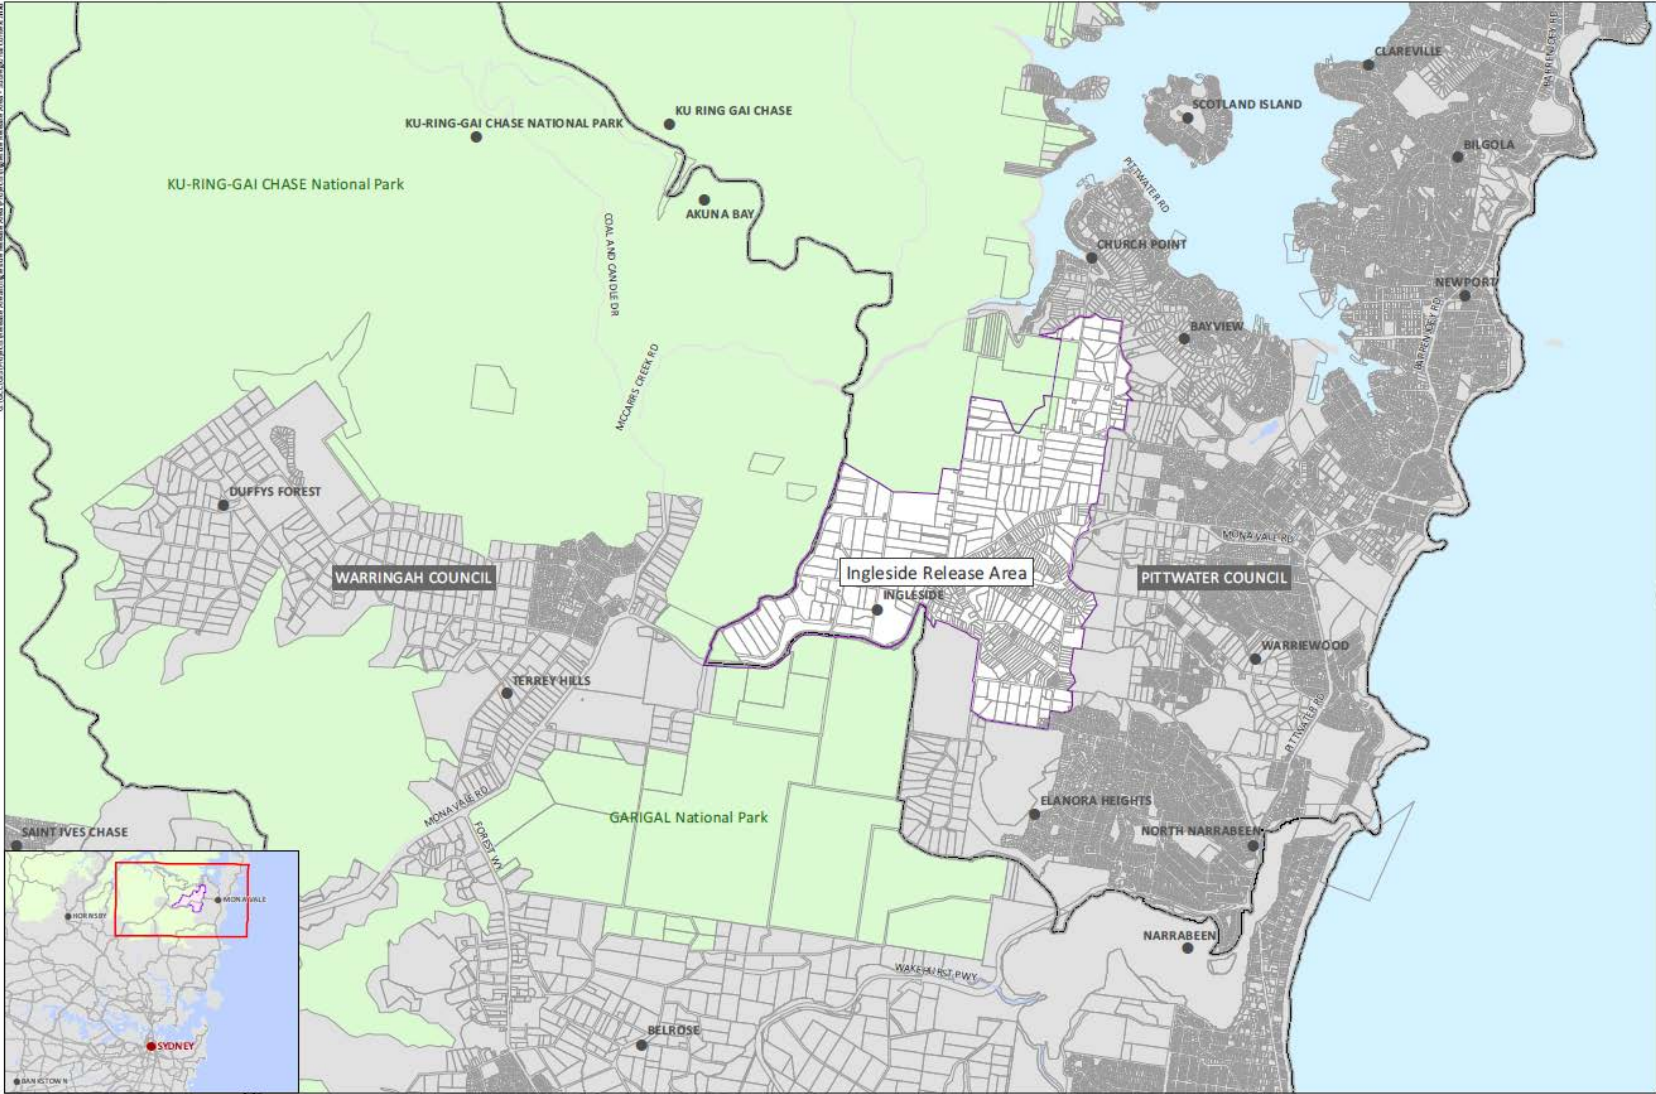 CLAREVILLE
BARRENJOEY RD
SCOTLAND ISLAND
KU RING GAI CHASE
KU-RING-GAI CHASE NATIONAL PARK
BILGOLA
KU-RING-GAI CHASE National Park
PITTWATER RD
AKUNA BAY
COAL AND CANDLE DR
CHURCH POINT
NEWPORT
BAYVIEW
BARRENJOEY RD
MCCARRS CREEK RD
DUFFYS FOREST
MONA VALE RD
WARRINGAH COUNCIL
Ingleside Release Area
PITTWATER COUNCIL
INGLESIDE
WARRIEWOOD
TERREY HILLS
PITTWATER RD
MONA VALE RD
ELANORA HEIGHTS
GARIGAL National Park
SAINT IVES CHASE
FOREST WY
NORTH NARRABEEN
MONA VALE
HORNSBY
NARRABEEN
WAKEHURST PWY
BELROSE
SYDNEY
BANKSTOWN